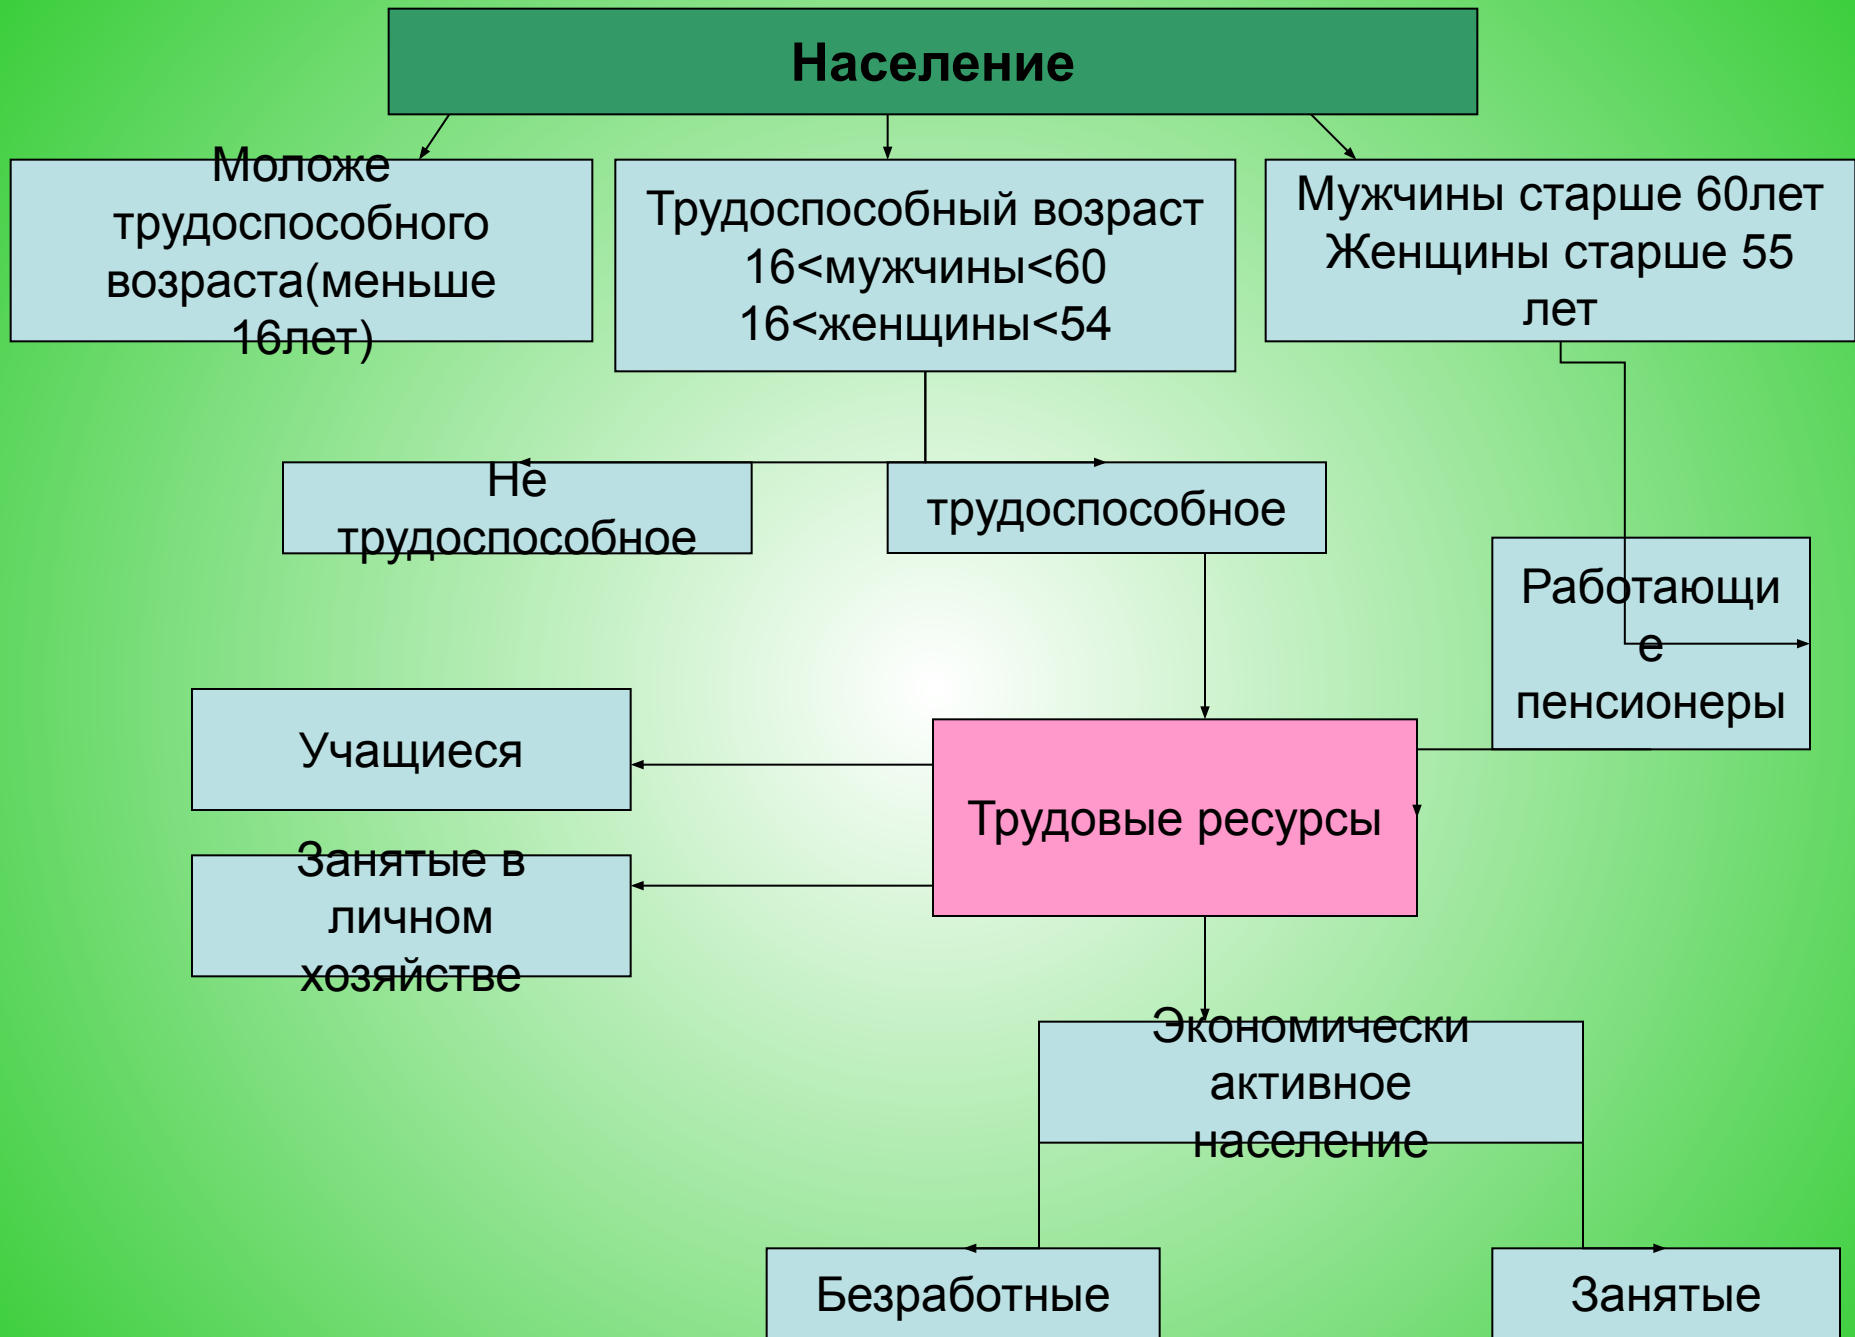 Население
Моложе
трудоспособного
возраста(меньше
16лет)
Трудоспособный возраст
16<мужчины<60
16<женщины<54
Мужчины старше 60лет
Женщины старше 55
лет
Не
трудоспособное
трудоспособное
Работающи
е
пенсионеры
Учащиеся
Трудовые ресурсы
Занятые в
личном
хозяйстве
Экономически
активное
население
Безработные
Занятые